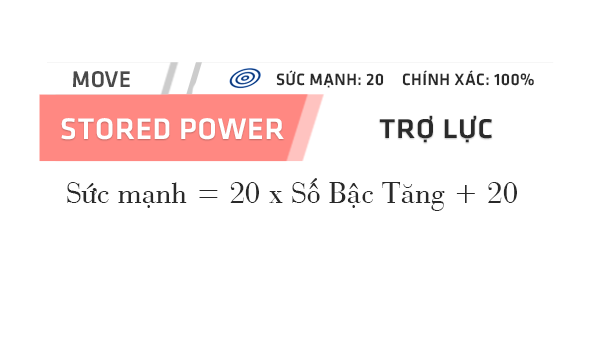 MOVE SỨC MẠNH: 20 CHÍNH XÁC: 100%
STORED POWER TRỢ LỰC
Sức mạnh = 20 x Số Bậc Tăng + 20